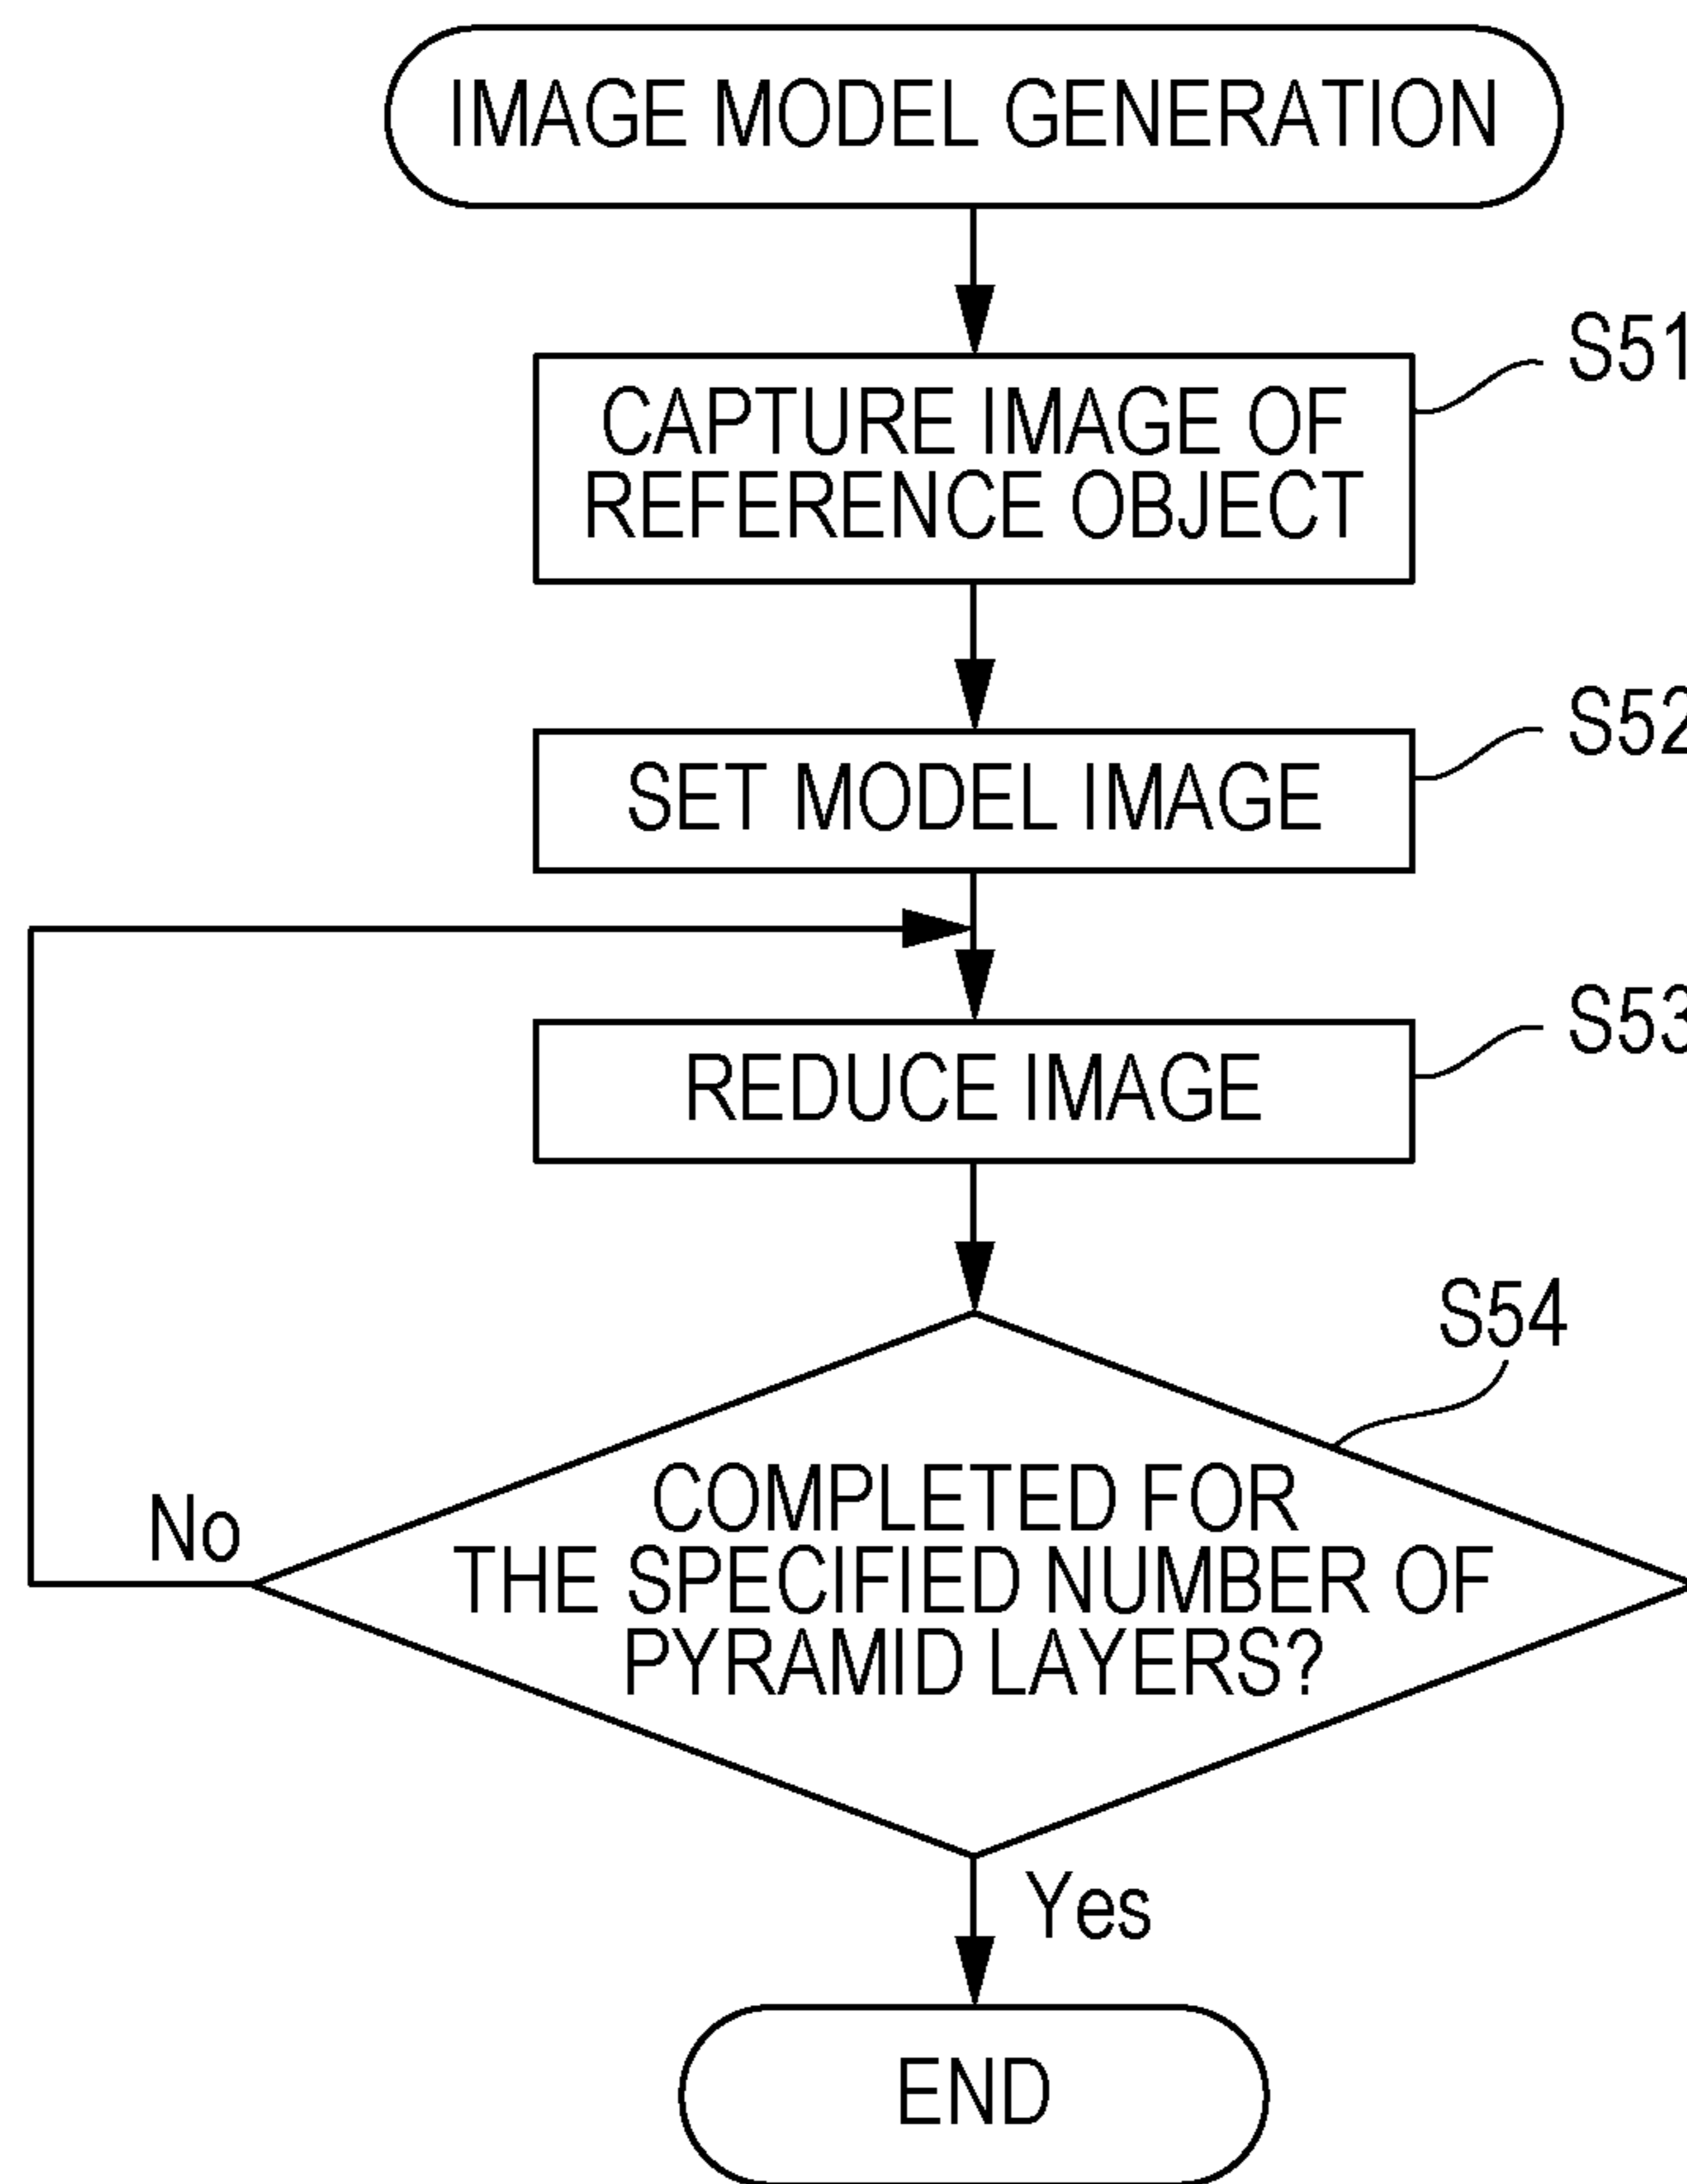 IMAGE MODEL GENERATION
S51
CAPTURE IMAGE OF
REFERENCE OBJECT
S52
SET MODEL IMAGE
S53
REDUCE IMAGE
S54
COMPLETED FOR
THE SPECIFIED NUMBER OF
PYRAMID LAYERS?
No
Yes
END